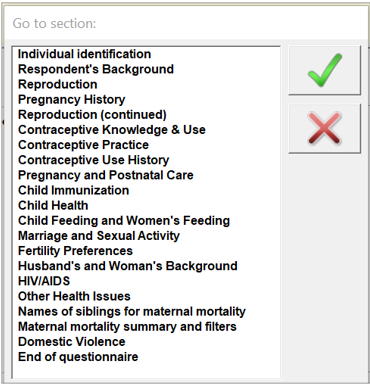 Go to section:
Individual identification
Respondent's Background
Reproduction
Pregnancy History
Reproduction (continued)
Contraceptive Knowledge & Use
Contraceptive Practice
Contraceptive Use History
Pregnancy and Postnatal Care
Child Immunization
Child Health
Child Feeding and Women's Feeding
Marriage and Sexual Activity
Fertility Preferences
Husband's and Woman's Background
HIV/AIDS
Other Health Issues
Names of siblings for maternal mortality
Maternal mortality summary and filters
Domestic Violence
End of questionnaire